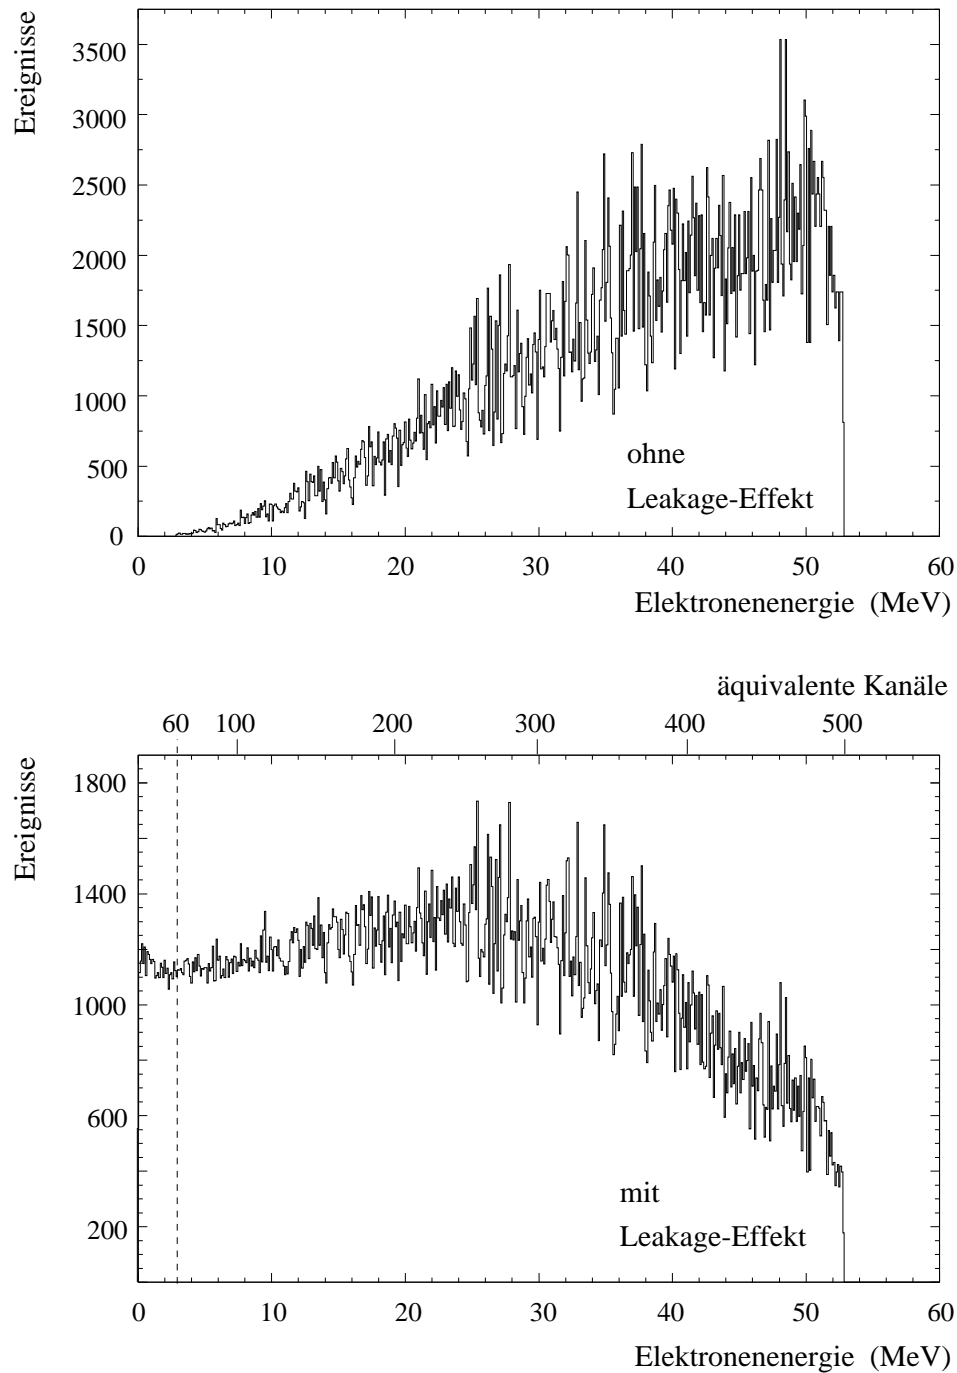 Ereignisse
3500
3000
2500
2000
1500
1000
500
0
ohne
Leakage-Effekt
0 10 20 30 40 50 60
Elektronenenergie (MeV)
äquivalente Kanäle
60 100 200 300 400 500
Ereignisse
1800
1400
1000
600
200
mit
Leakage-Effekt
0 10 20 30 40 50 60
Elektronenenergie (MeV)